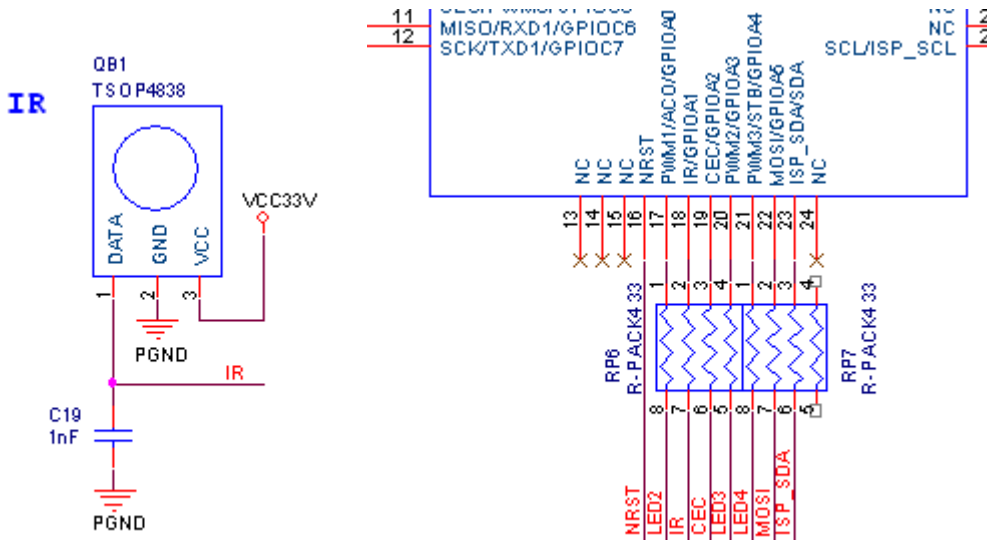 QB1
TSOP4838
IR
DATA
GND
VCC
VCC33V
1
2
3
PGND
IR
C19
1nF
PGND
11
12
MISO/RXD1/GPIOC6
SCK/TXD1/GPIOC7
NC
SCL/ISP_SCL
NC
NC
NC
NRST
PWM1/ACO/GPIOA0
IR/GPIOA1
CEC/GPIOA2
PWM2/GPIOA3
PWM3/STB/GPIOA4
MOSI/GPIOA5
ISP_SDA/SDA
NC
13
14
15
16
17
18
19
20
21
22
23
24
1
2
3
4
1
2
3
4
RP6
R-PACK4 33
RP7
R-PACK4 33
8
7
6
5
8
7
6
5
NRST
LED2
IR
CEC
LED3
LED4
MOSI
ISP_SDA